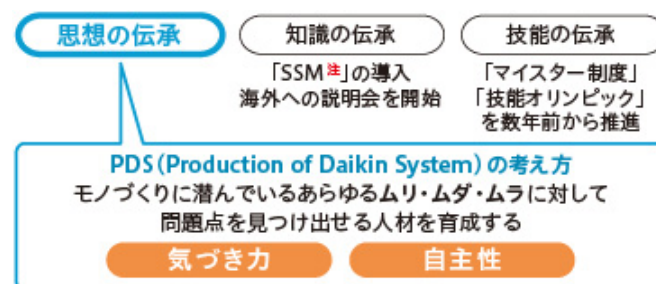 思想の伝承
知識の伝承
技能の伝承
「SSM注」の導入
海外への説明会を開始
「マイスター制度」
「技能オリンピック」
を数年前から推進
PDS(Production of Daikin System)の考え方
モノづくりに潜んでいるあらゆるムリ・ムダ・ムラに対して
問題点を見つけ出せる人材を育成する
気づき力
自主性